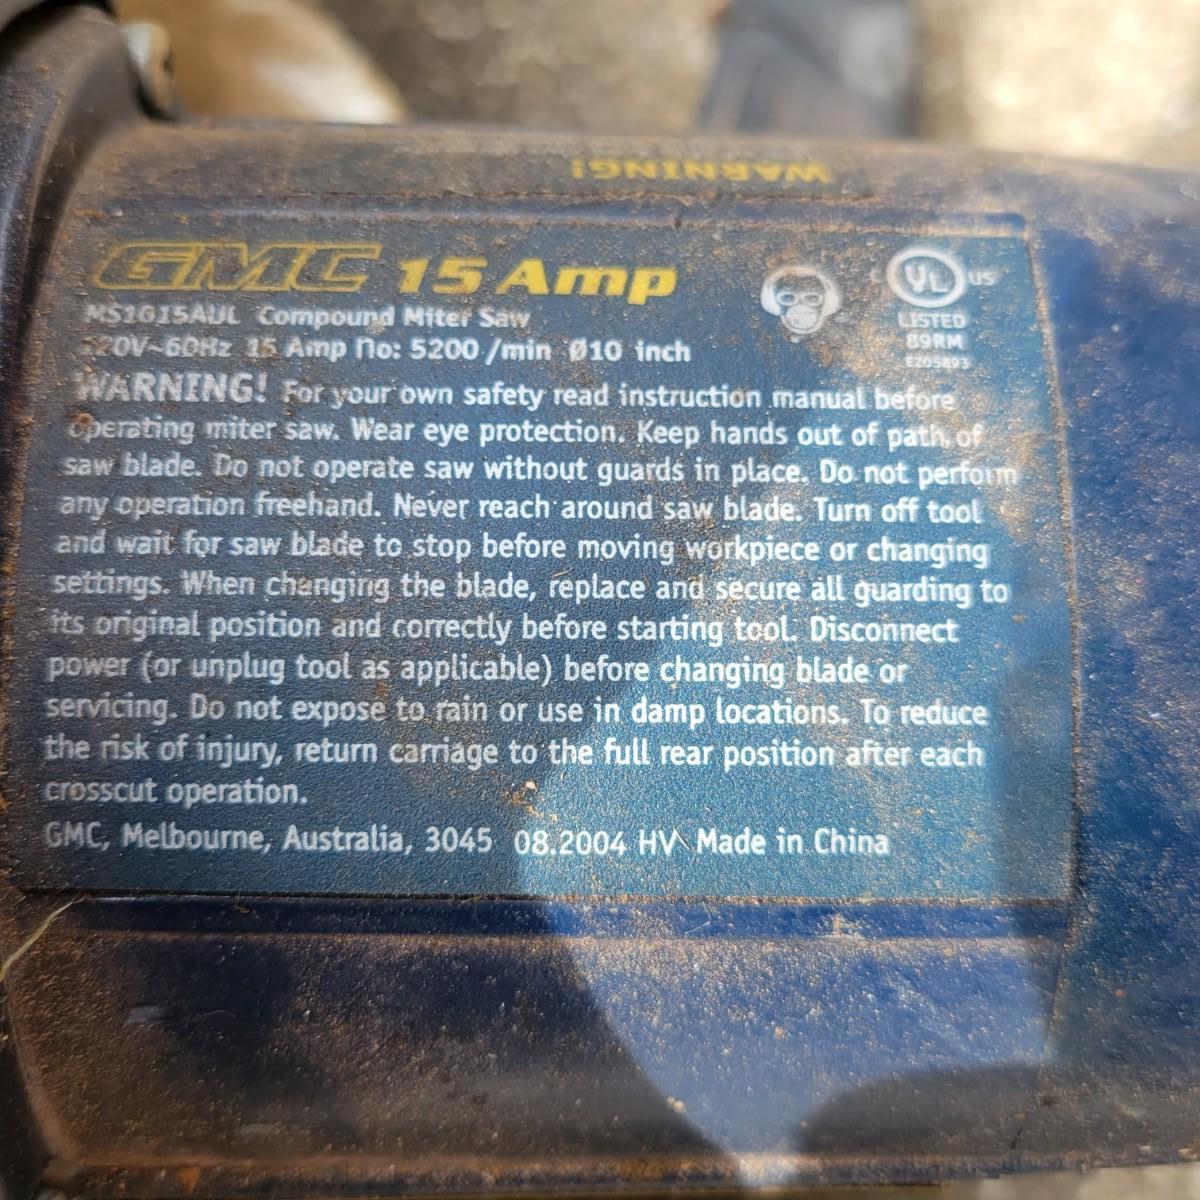 WARNING!
GMC 15 Amp
MS1015AUL Compound Miter Saw
120V~60Hz 15 Amp no: 5200 /min Ø10 inch
UL US
LISTED
89RM
E205893
WARNING! For your own safety read instruction manual before
operating miter saw. Wear eye protection. Keep hands out of path of
saw blade. Do not operate saw without guards in place. Do not perform
any operation freehand. Never reach around saw blade. Turn off tool
and wait for saw blade to stop before moving workpiece or changing
settings. When changing the blade, replace and secure all guarding to
its original position and correctly before starting tool. Disconnect
power (or unplug tool as applicable) before changing blade or
servicing. Do not expose to rain or use in damp locations. To reduce
the risk of injury, return carriage to the full rear position after each
crosscut operation.
GMC, Melbourne, Australia, 3045 08.2004 HV Made in China